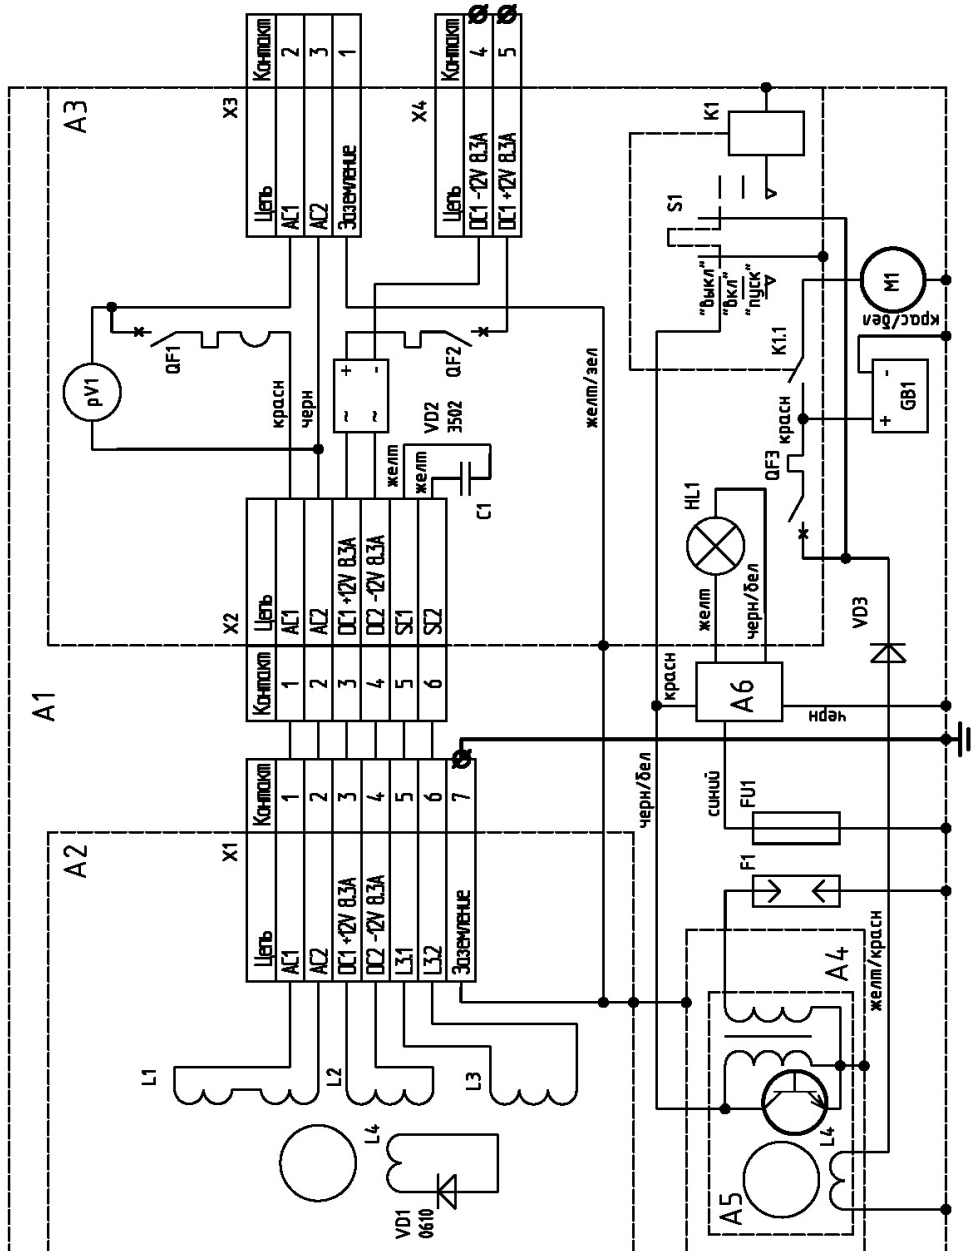 A1
A3
X3
Цепь Контакт
AC1 2
AC2 3
Заземление 1
X4
Цепь Контакт
DC1 -12V 8.3A 4
DC1 +12V 8.3A 5
pV1
QF1
красн
черн
+
-
~
~
QF2
VD2
3502
желт
желт
C1
желт/зел
X2
Цепь Контакт
AC1 1
AC2 2
DC1 +12V 8.3A 3
DC2 -12V 8.3A 4
SC1 5
SC2 6
A2
X1
Цепь Контакт
AC1 1
AC2 2
DC1 +12V 8.3A 3
DC2 -12V 8.3A 4
L3.1 5
L3.2 6
Заземление 7
L1
L2
L3
L4
VD1
0610
K1
S1
"выкл"
"вкл"
"пуск"
K1.1
M1
крас/бел
GB1
+
-
красн
QF3
HL1
желт
черн/бел
VD3
красн
A6
черн
черн/бел
синий
FU1
F1
желт/красн
A4
A5
L4